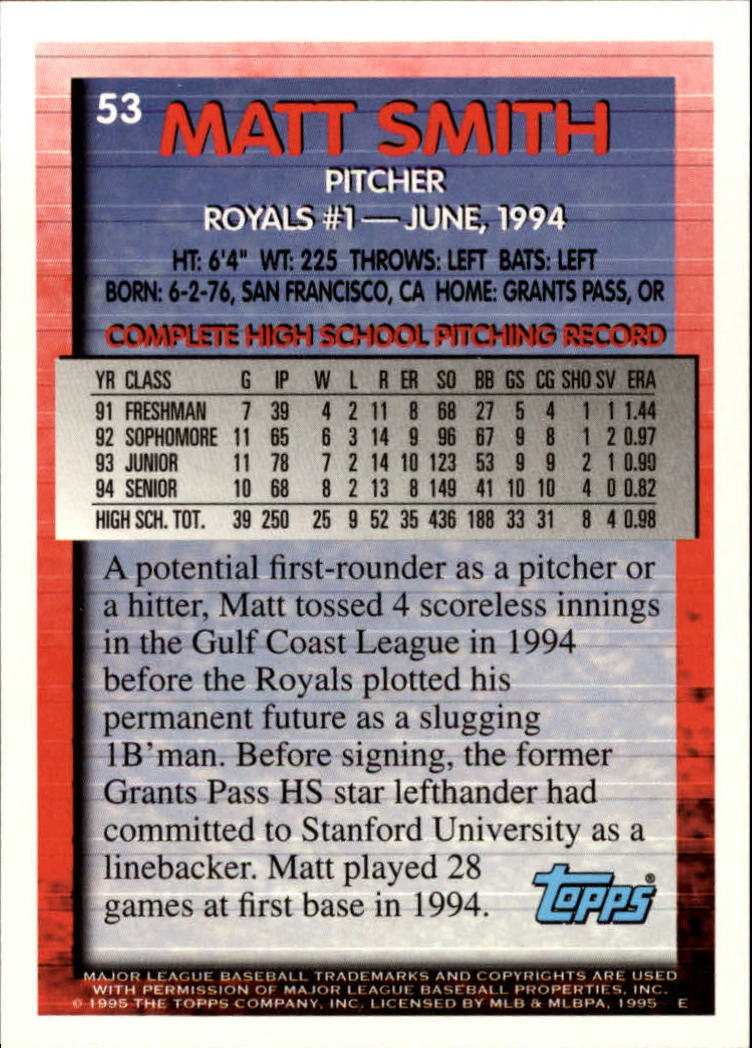 53
MATT SMITH
PITCHER
ROYALS #1—JUNE, 1994
HT: 6'4" WT: 225 THROWS: LEFT BATS: LEFT
BORN: 6-2-76, SAN FRANCISCO, CA HOME: GRANTS PASS, OR
COMPLETE HIGH SCHOOL PITCHING RECORD
YR CLASS G IP W L R ER SO BB GS CG SHO SV ERA
91 FRESHMAN 7 39 4 2 11 8 68 27 5 4 1 1 1.44
92 SOPHOMORE 11 65 6 3 14 9 96 67 9 8 1 2 0.97
93 JUNIOR 11 78 7 2 14 10 123 53 9 9 2 1 0.90
94 SENIOR 10 68 8 2 13 8 149 41 10 10 4 0 0.82
HIGH SCH. TOT. 39 250 25 9 52 35 436 188 33 31 8 4 0.98
A potential first-rounder as a pitcher or
a hitter, Matt tossed 4 scoreless innings
in the Gulf Coast League in 1994
before the Royals plotted his
permanent future as a slugging
1B'man. Before signing, the former
Grants Pass HS star lefthander had
committed to Stanford University as a
linebacker. Matt played 28
games at first base in 1994.
topps®
MAJOR LEAGUE BASEBALL TRADEMARKS AND COPYRIGHTS ARE USED
WITH PERMISSION OF MAJOR LEAGUE BASEBALL PROPERTIES, INC.
© 1995 THE TOPPS COMPANY, INC. LICENSED BY MLB & MLBPA, 1995 E